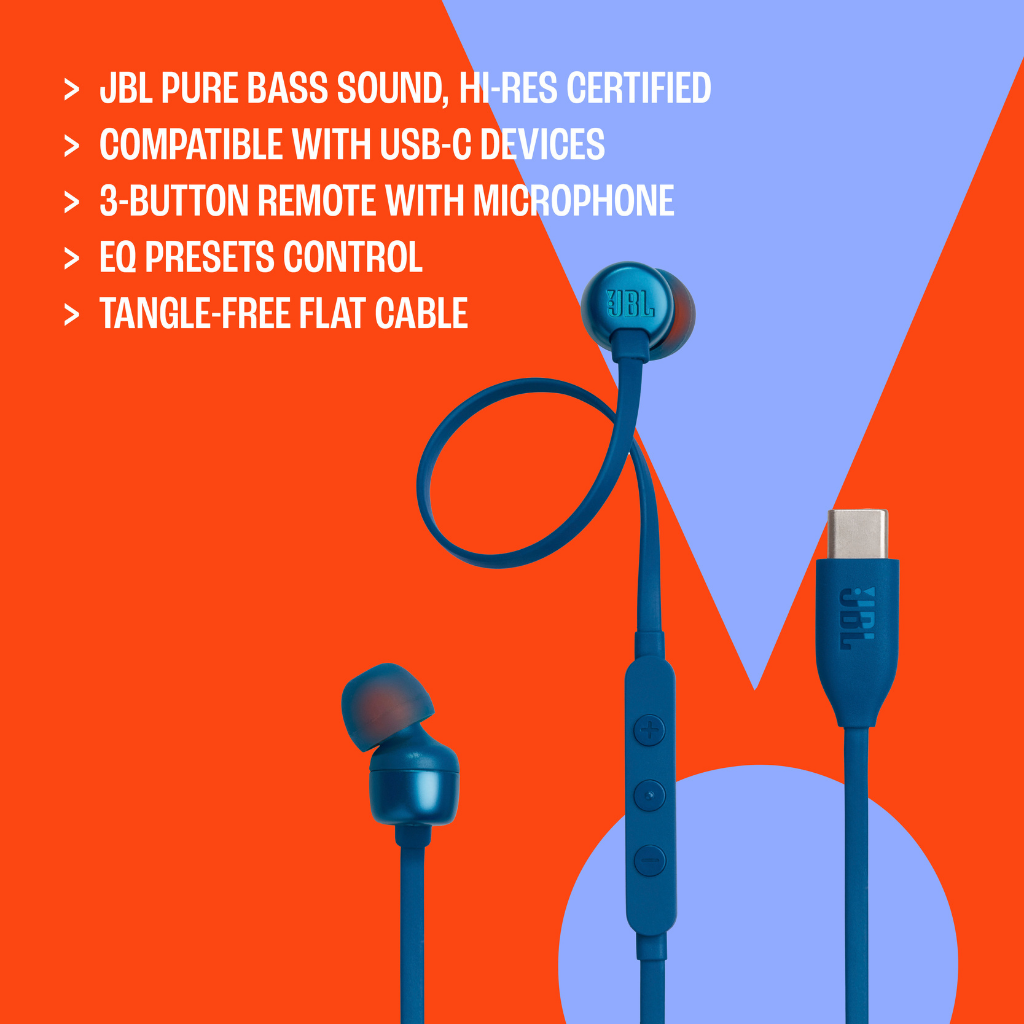 > JBL PURE BASS SOUND, HI-RES CERTIFIED
> COMPATIBLE WITH USB-C DEVICES
> 3-BUTTON REMOTE WITH MICROPHONE
> EQ PRESETS CONTROL
> TANGLE-FREE FLAT CABLE
JBL
JBL